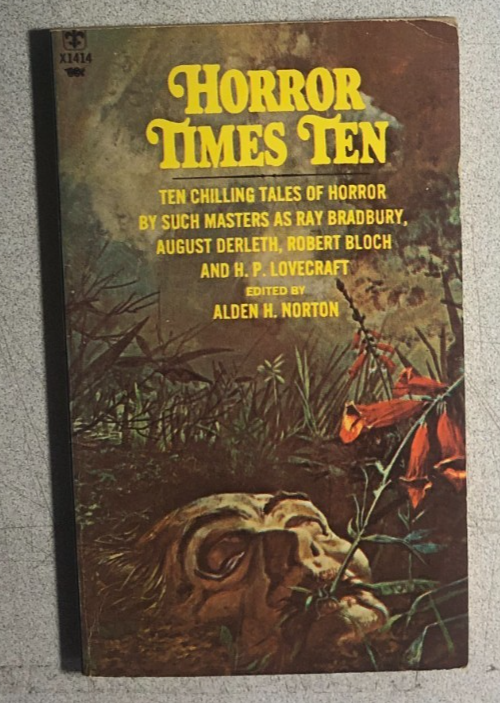 X1414
HORROR
TIMES TEN
TEN CHILLING TALES OF HORROR
BY SUCH MASTERS AS RAY BRADBURY,
AUGUST DERLETH, ROBERT BLOCH
AND H. P. LOVECRAFT
EDITED BY
ALDEN H. NORTON